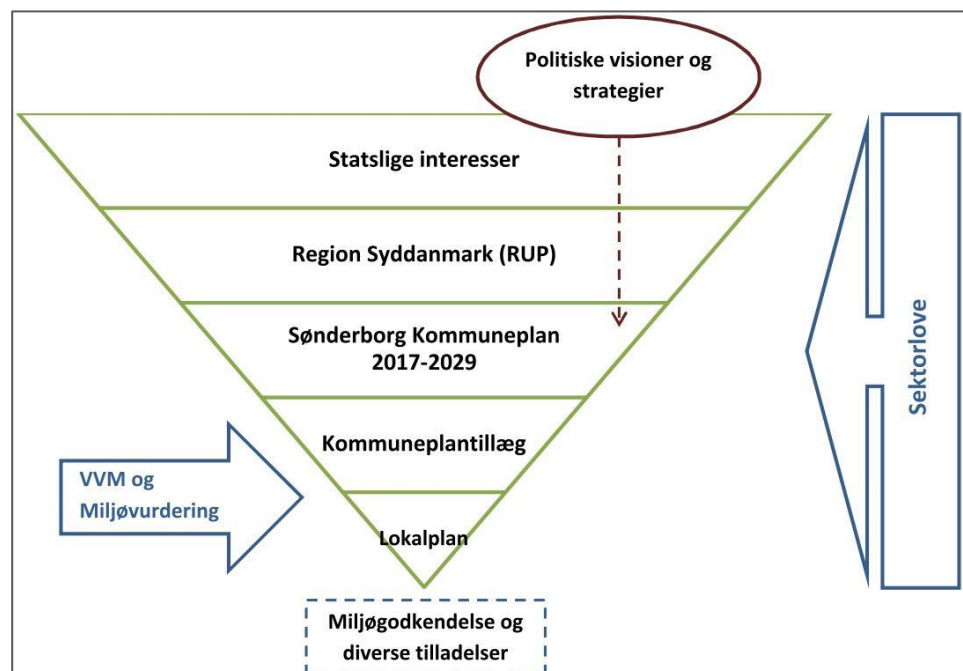 Politiske visioner og
strategier
Statslige interesser
Region Syddanmark (RUP)
Sønderborg Kommuneplan
2017-2029
Kommuneplantillæg
Lokalplan
VVM og
Miljøvurdering
Sektorlove
Miljøgodkendelse og
diverse tilladelser